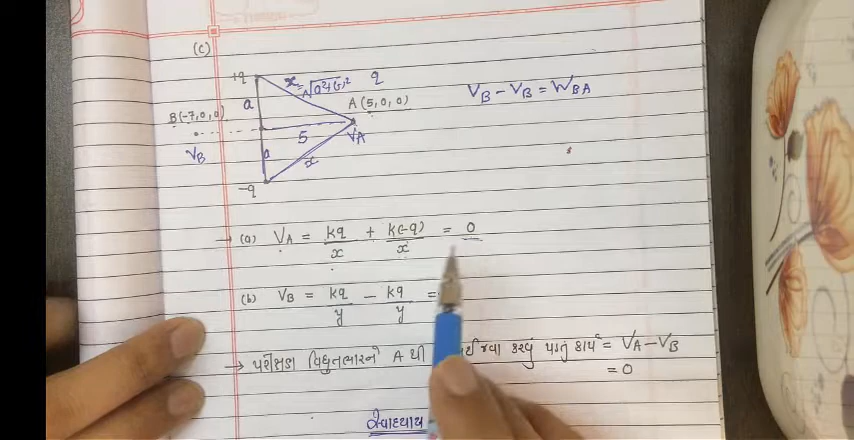 (c)
+q
x = √a²+(5)² q
V_B - V_B = W_BA
a
A (5, 0, 0)
B(-7, 0, 0)
5
V_A
V_B
a
x
-q
→ (a) V_A = kq/x + k(-q)/x = 0
(b) V_B = kq/y - kq/y =
→ પરીક્ષણ વિદ્યુતભારને A થી જવા કરવું પડતું કાર્ય = V_A - V_B
= 0
સ્વાધ્યાય